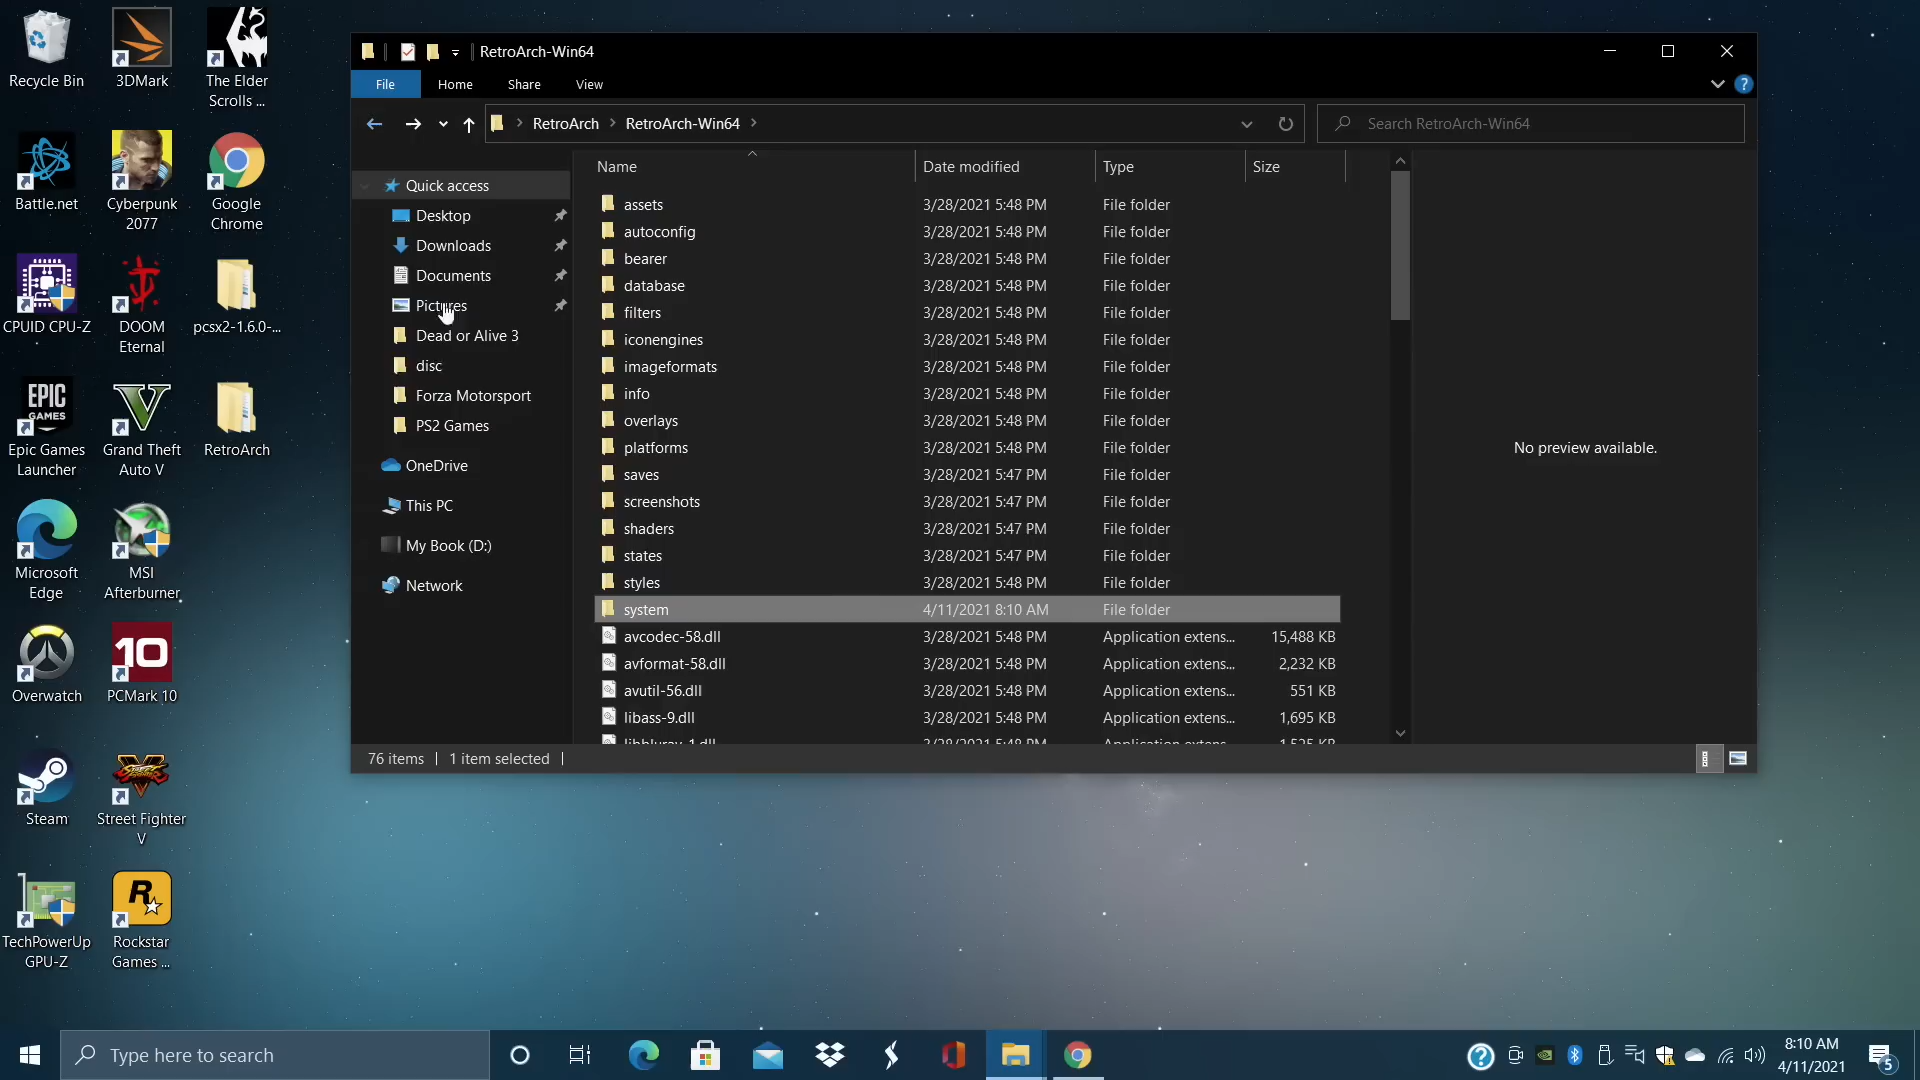 Recycle Bin
3DMark
The Elder
Scrolls ...
Battle.net
Cyberpunk
2077
Google
Chrome
CPUID CPU-Z
DOOM
Eternal
pcsx2-1.6.0-...
EPIC
GAMES
Epic Games
Launcher
Grand Theft
Auto V
RetroArch
Microsoft
Edge
MSI
Afterburner
Overwatch
10
PCMark 10
Steam
Street Fighter
V
TechPowerUp
GPU-Z
R
Rockstar
Games ...
RetroArch-Win64
File Home Share View
RetroArch RetroArch-Win64
Search RetroArch-Win64
Quick access
Desktop
Downloads
Documents
Pictures
Dead or Alive 3
disc
Forza Motorsport
PS2 Games
OneDrive
This PC
My Book (D:)
Network
Name Date modified Type Size
assets 3/28/2021 5:48 PM File folder
autoconfig 3/28/2021 5:48 PM File folder
bearer 3/28/2021 5:48 PM File folder
database 3/28/2021 5:48 PM File folder
filters 3/28/2021 5:48 PM File folder
iconengines 3/28/2021 5:48 PM File folder
imageformats 3/28/2021 5:48 PM File folder
info 3/28/2021 5:48 PM File folder
overlays 3/28/2021 5:48 PM File folder
platforms 3/28/2021 5:48 PM File folder
saves 3/28/2021 5:47 PM File folder
screenshots 3/28/2021 5:47 PM File folder
shaders 3/28/2021 5:47 PM File folder
states 3/28/2021 5:47 PM File folder
styles 3/28/2021 5:48 PM File folder
system 4/11/2021 8:10 AM File folder
avcodec-58.dll 3/28/2021 5:48 PM Application extens... 15,488 KB
avformat-58.dll 3/28/2021 5:48 PM Application extens... 2,232 KB
avutil-56.dll 3/28/2021 5:48 PM Application extens... 551 KB
libass-9.dll 3/28/2021 5:48 PM Application extens... 1,695 KB
libbluray-1.dll 3/28/2021 5:48 PM Application extens... 1,525 KB
No preview available.
76 items 1 item selected
Type here to search
8:10 AM
4/11/2021
5